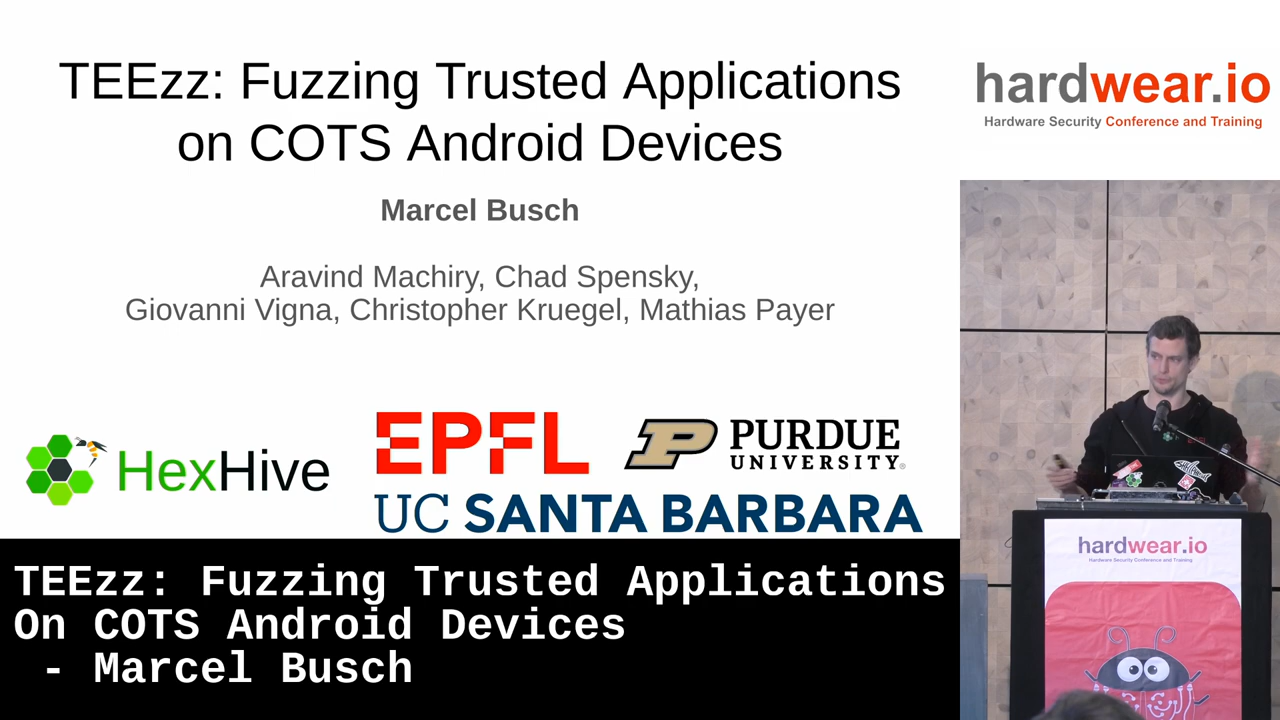 TEEzz: Fuzzing Trusted Applications
on COTS Android Devices
Marcel Busch
Aravind Machiry, Chad Spensky,
Giovanni Vigna, Christopher Kruegel, Mathias Payer
HexHive
EPFL
PURDUE
UNIVERSITY®
UC SANTA BARBARA
TEEzz: Fuzzing Trusted Applications
On COTS Android Devices
- Marcel Busch
hardwear.io
Hardware Security Conference and Training
hardwear.io
Hardware Security Conference and Training